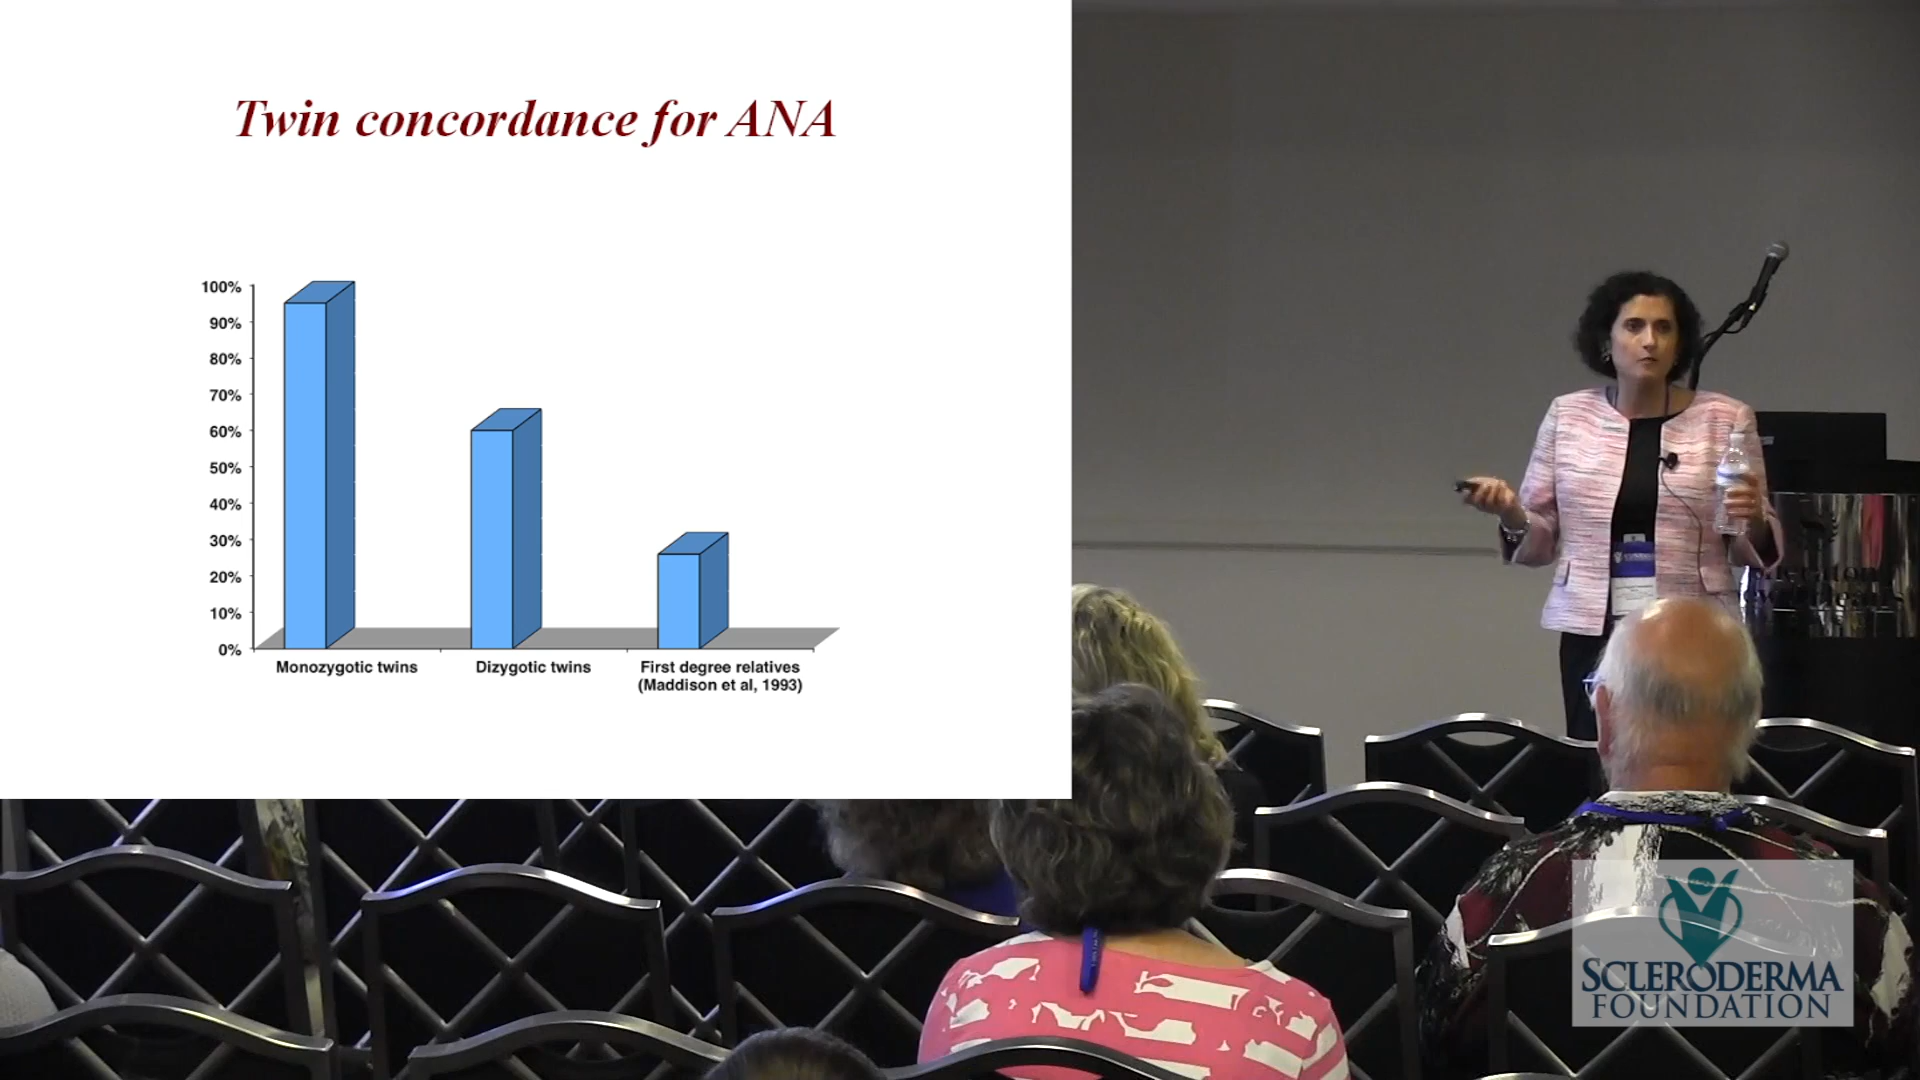 Twin concordance for ANA
100%
90%
80%
70%
60%
50%
40%
30%
20%
10%
0%
Monozygotic twins
Dizygotic twins
First degree relatives
(Maddison et al, 1993)
SCLERODERMA
FOUNDATION